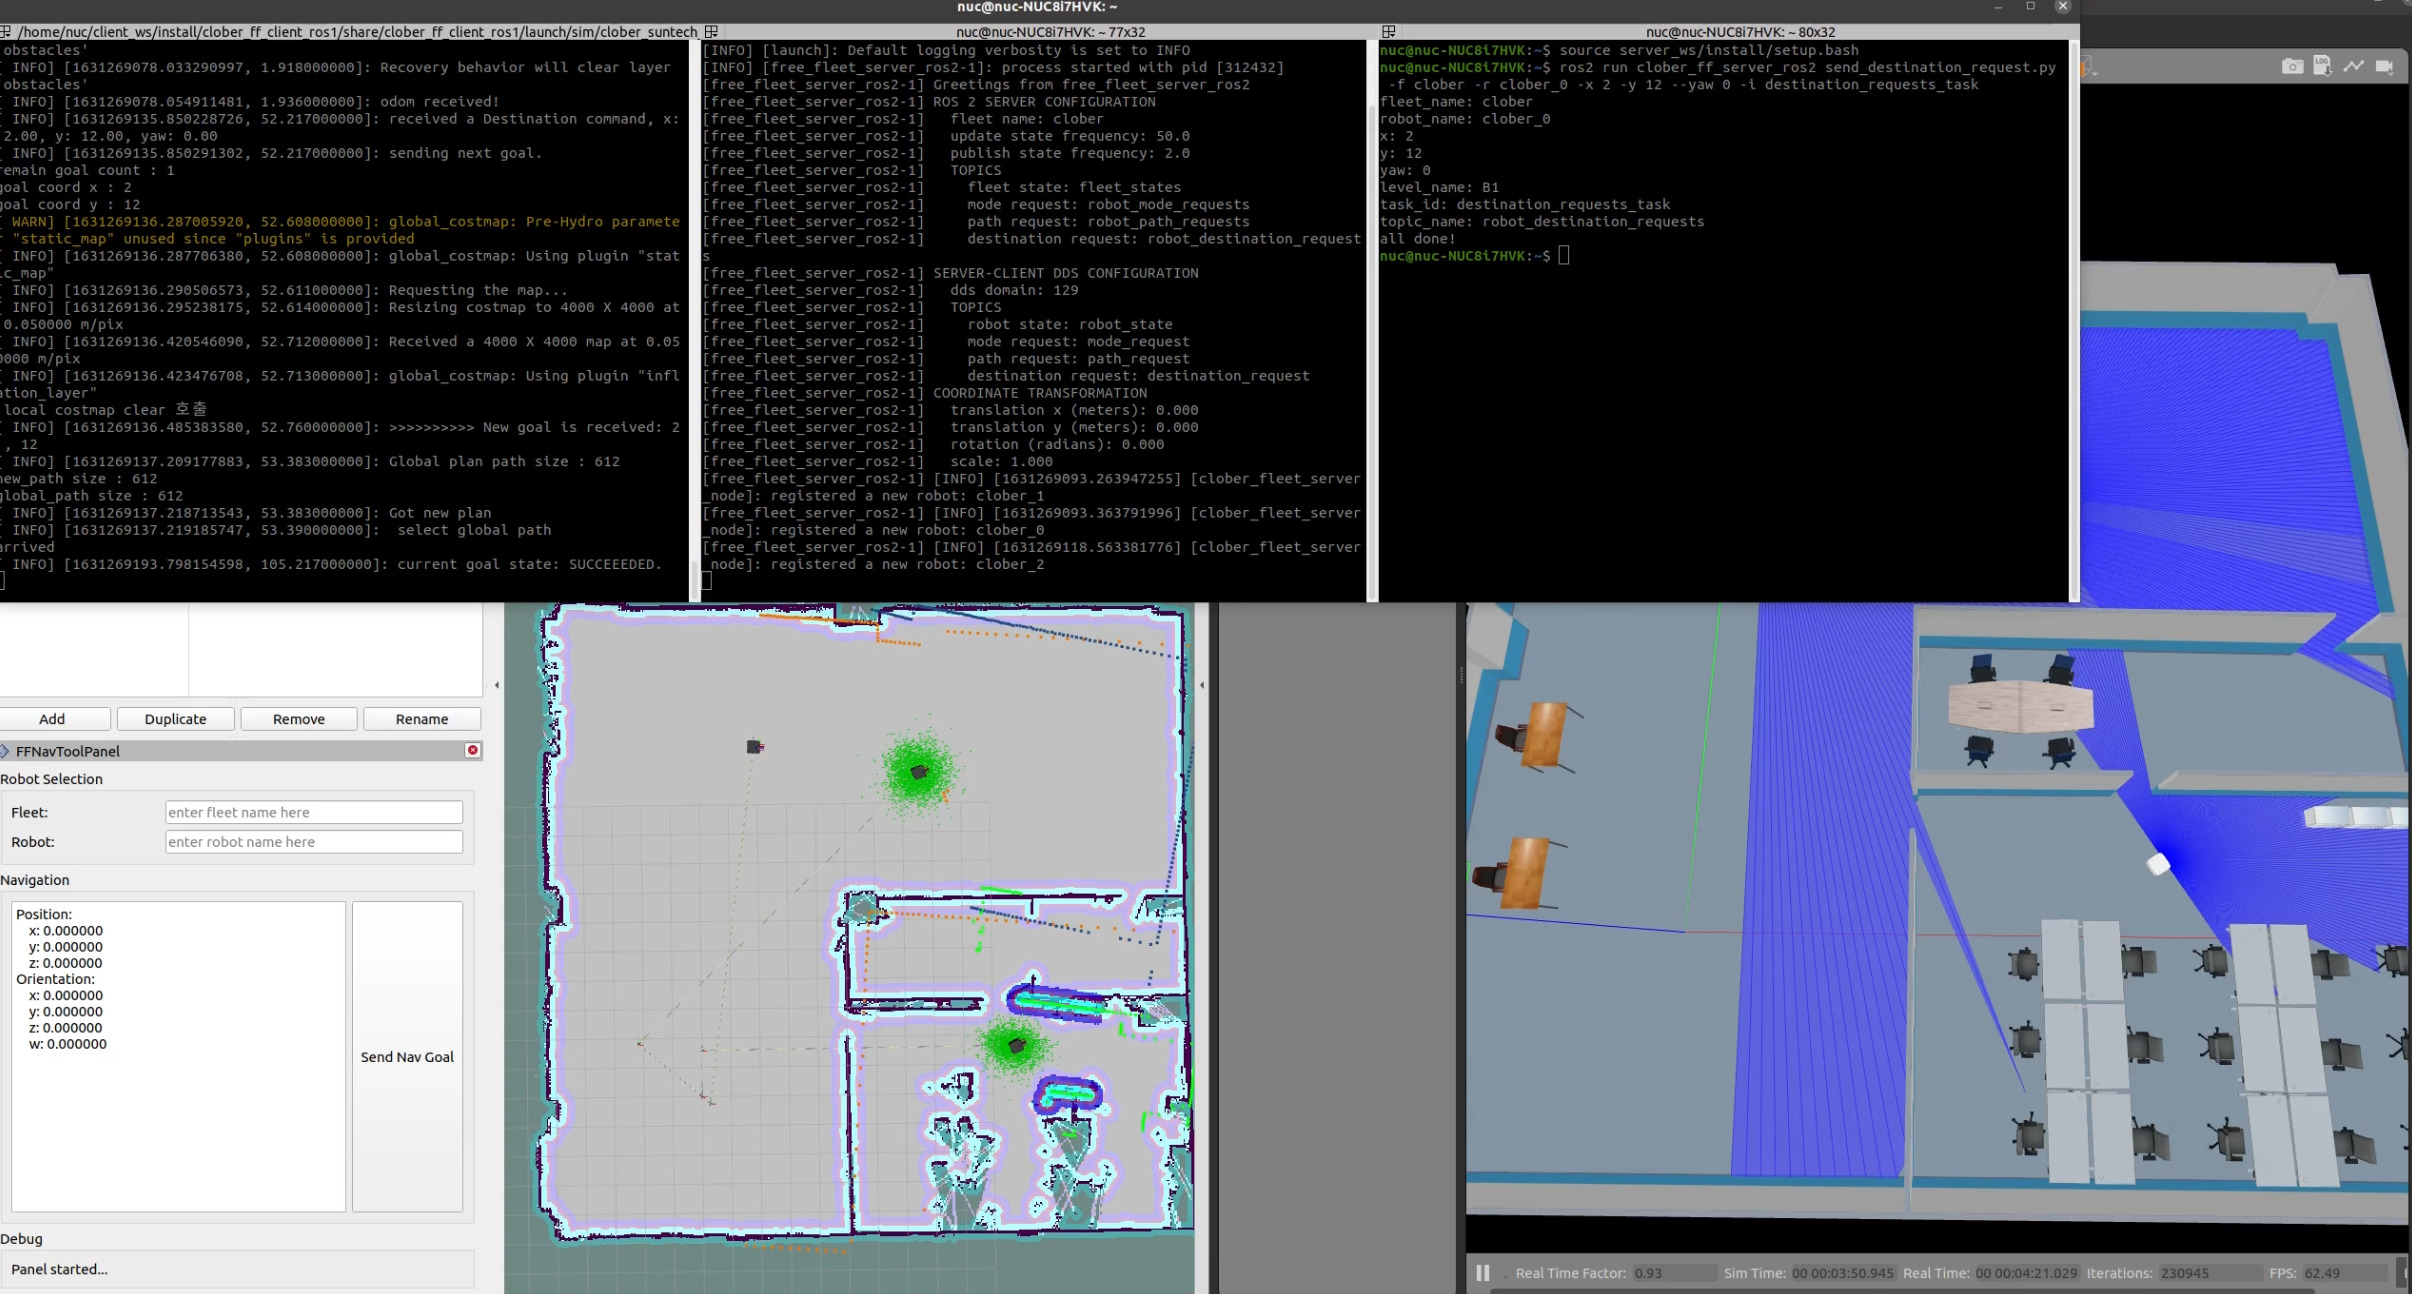 nuc@nuc-NUC8i7HVK: ~
/home/nuc/client_ws/install/clober_ff_client_ros1/share/clober_ff_client_ros1/launch/sim/clober_suntech
obstacles'
INFO] [1631269078.033290997, 1.918000000]: Recovery behavior will clear layer
obstacles'
INFO] [1631269078.054911481, 1.936000000]: odom received!
INFO] [1631269135.850228726, 52.217000000]: received a Destination command, x:
2.00, y: 12.00, yaw: 0.00
INFO] [1631269135.850291302, 52.217000000]: sending next goal.
emain goal count : 1
goal coord x : 2
goal coord y : 12
WARN] [1631269136.287005920, 52.608000000]: global_costmap: Pre-Hydro paramete
r "static_map" unused since "plugins" is provided
INFO] [1631269136.287706380, 52.608000000]: global_costmap: Using plugin "stat
ic_map"
INFO] [1631269136.290506573, 52.611000000]: Requesting the map...
INFO] [1631269136.295238175, 52.614000000]: Resizing costmap to 4000 X 4000 at
0.050000 m/pix
INFO] [1631269136.420546090, 52.712000000]: Received a 4000 X 4000 map at 0.05
0000 m/pix
INFO] [1631269136.423476708, 52.713000000]: global_costmap: Using plugin "infl
ation_layer"
local costmap clear 호출
INFO] [1631269136.485383580, 52.760000000]: >>>>>>>>>> New goal is received: 2
, 12
INFO] [1631269137.209177883, 53.383000000]: Global plan path size : 612
new_path size : 612
global_path size : 612
INFO] [1631269137.218713543, 53.383000000]: Got new plan
INFO] [1631269137.219185747, 53.390000000]:  select global path
arrived
INFO] [1631269193.798154598, 105.217000000]: current goal state: SUCCEEEDED.
nuc@nuc-NUC8i7HVK: ~ 77x32
[INFO] [launch]: Default logging verbosity is set to INFO
[INFO] [free_fleet_server_ros2-1]: process started with pid [312432]
[free_fleet_server_ros2-1] Greetings from free_fleet_server_ros2
[free_fleet_server_ros2-1] ROS 2 SERVER CONFIGURATION
[free_fleet_server_ros2-1]   fleet name: clober
[free_fleet_server_ros2-1]   update state frequency: 50.0
[free_fleet_server_ros2-1]   publish state frequency: 2.0
[free_fleet_server_ros2-1]   TOPICS
[free_fleet_server_ros2-1]     fleet state: fleet_states
[free_fleet_server_ros2-1]     mode request: robot_mode_requests
[free_fleet_server_ros2-1]     path request: robot_path_requests
[free_fleet_server_ros2-1]     destination request: robot_destination_request
s
[free_fleet_server_ros2-1] SERVER-CLIENT DDS CONFIGURATION
[free_fleet_server_ros2-1]   dds domain: 129
[free_fleet_server_ros2-1]   TOPICS
[free_fleet_server_ros2-1]     robot state: robot_state
[free_fleet_server_ros2-1]     mode request: mode_request
[free_fleet_server_ros2-1]     path request: path_request
[free_fleet_server_ros2-1]     destination request: destination_request
[free_fleet_server_ros2-1] COORDINATE TRANSFORMATION
[free_fleet_server_ros2-1]   translation x (meters): 0.000
[free_fleet_server_ros2-1]   translation y (meters): 0.000
[free_fleet_server_ros2-1]   rotation (radians): 0.000
[free_fleet_server_ros2-1]   scale: 1.000
[free_fleet_server_ros2-1] [INFO] [1631269093.263947255] [clober_fleet_server
_node]: registered a new robot: clober_1
[free_fleet_server_ros2-1] [INFO] [1631269093.363791996] [clober_fleet_server
_node]: registered a new robot: clober_0
[free_fleet_server_ros2-1] [INFO] [1631269118.563381776] [clober_fleet_server
_node]: registered a new robot: clober_2
nuc@nuc-NUC8i7HVK: ~ 80x32
nuc@nuc-NUC8i7HVK:~$ source server_ws/install/setup.bash
nuc@nuc-NUC8i7HVK:~$ ros2 run clober_ff_server_ros2 send_destination_request.py
-f clober -r clober_0 -x 2 -y 12 --yaw 0 -i destination_requests_task
fleet_name: clober
robot_name: clober_0
x: 2
y: 12
yaw: 0
level_name: B1
task_id: destination_requests_task
topic_name: robot_destination_requests
all done!
nuc@nuc-NUC8i7HVK:~$
LOG
Add
Duplicate
Remove
Rename
FFNavToolPanel
Robot Selection
Fleet: enter fleet name here
Robot: enter robot name here
Navigation
Position:
x: 0.000000
y: 0.000000
z: 0.000000
Orientation:
x: 0.000000
y: 0.000000
z: 0.000000
w: 0.000000
Send Nav Goal
Debug
Panel started...
Real Time Factor: 0.93 Sim Time: 00 00:03:50.945 Real Time: 00 00:04:21.029 Iterations: 230945 FPS: 62.49